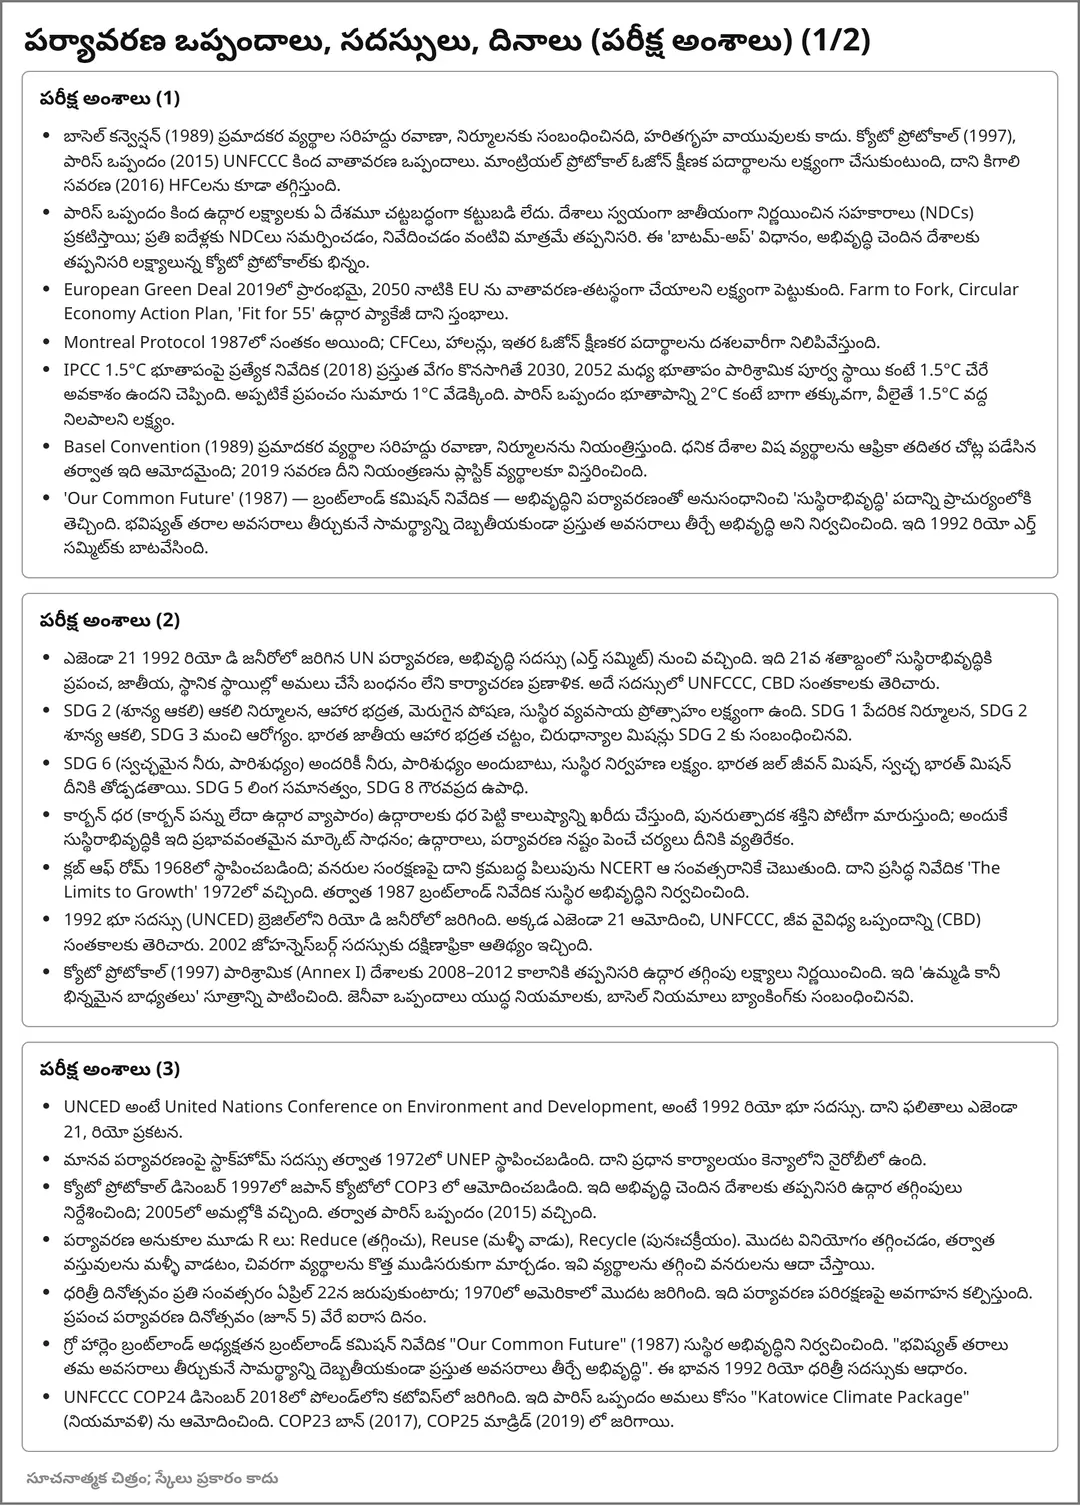 పర్యావరణ ఒప్పందాలు, సదస్సులు, దినాలు (పరీక్ష అంశాలు) (1/2)
పరీక్ష అంశాలు (1)
• బాసెల్ కన్వెన్షన్ (1989) ప్రమాదకర వ్యర్థాల సరిహద్దు రవాణా, నిర్మూలనకు సంబంధించినది, హరితగృహ వాయువులకు కాదు. క్యోటో ప్రోటోకాల్ (1997),
పారిస్ ఒప్పందం (2015) UNFCCC కింద వాతావరణ ఒప్పందాలు. మాంట్రియల్ ప్రోటోకాల్ ఓజోన్ క్షీణక పదార్థాలను లక్ష్యంగా చేసుకుంటుంది, దాని కిగాలి
సవరణ (2016) HFCలను కూడా తగ్గిస్తుంది.
• పారిస్ ఒప్పందం కింద ఉద్గార లక్ష్యాలకు ఏ దేశమూ చట్టబద్ధంగా కట్టుబడి లేదు. దేశాలు స్వయంగా జాతీయంగా నిర్ణయించిన సహకారాలు (NDCs)
ప్రకటిస్తాయి; ప్రతి ఐదేళ్లకు NDCలు సమర్పించడం, నివేదించడం వంటివి మాత్రమే తప్పనిసరి. ఈ 'బాటమ్-అప్' విధానం, అభివృద్ధి చెందిన దేశాలకు
తప్పనిసరి లక్ష్యాలున్న క్యోటో ప్రోటోకాల్‌కు భిన్నం.
• European Green Deal 2019లో ప్రారంభమై, 2050 నాటికి EU ను వాతావరణ-తటస్థంగా చేయాలని లక్ష్యంగా పెట్టుకుంది. Farm to Fork, Circular
Economy Action Plan, 'Fit for 55' ఉద్గార ప్యాకేజీ దాని స్తంభాలు.
• Montreal Protocol 1987లో సంతకం అయింది; CFCలు, హాలన్లు, ఇతర ఓజోన్ క్షీణకర పదార్థాలను దశలవారీగా నిలిపివేస్తుంది.
• IPCC 1.5°C భూతాపంపై ప్రత్యేక నివేదిక (2018) ప్రస్తుత వేగం కొనసాగితే 2030, 2052 మధ్య భూతాపం పారిశ్రామిక పూర్వ స్థాయి కంటే 1.5°C చేరే
అవకాశం ఉందని చెప్పింది. అప్పటికే ప్రపంచం సుమారు 1°C వేడెక్కింది. పారిస్ ఒప్పందం భూతాపాన్ని 2°C కంటే బాగా తక్కువగా, వీలైతే 1.5°C వద్ద
నిలపాలని లక్ష్యం.
• Basel Convention (1989) ప్రమాదకర వ్యర్థాల సరిహద్దు రవాణా, నిర్మూలనను నియంత్రిస్తుంది. ధనిక దేశాల విష వ్యర్థాలను ఆఫ్రికా తదితర చోట్ల పడేసిన
తర్వాత ఇది ఆమోదమైంది; 2019 సవరణ దీని నియంత్రణను ప్లాస్టిక్ వ్యర్థాలకూ విస్తరించింది.
• 'Our Common Future' (1987) — బ్రంట్‌లాండ్ కమిషన్ నివేదిక — అభివృద్ధిని పర్యావరణంతో అనుసంధానించి 'సుస్థిరాభివృద్ధి' పదాన్ని ప్రాచుర్యంలోకి
తెచ్చింది. భవిష్యత్ తరాల అవసరాలు తీర్చుకునే సామర్థ్యాన్ని దెబ్బతీయకుండా ప్రస్తుత అవసరాలు తీర్చే అభివృద్ధి అని నిర్వచించింది. ఇది 1992 రియో ఎర్త్
సమ్మిట్‌కు బాటవేసింది.
పరీక్ష అంశాలు (2)
• ఎజెండా 21 1992 రియో డి జనీరోలో జరిగిన UN పర్యావరణ, అభివృద్ధి సదస్సు (ఎర్త్ సమ్మిట్) నుంచి వచ్చింది. ఇది 21వ శతాబ్దంలో సుస్థిరాభివృద్ధికి
ప్రపంచ, జాతీయ, స్థానిక స్థాయిల్లో అమలు చేసే బంధనం లేని కార్యాచరణ ప్రణాళిక. అదే సదస్సులో UNFCCC, CBD సంతకాలకు తెరిచారు.
• SDG 2 (శూన్య ఆకలి) ఆకలి నిర్మూలన, ఆహార భద్రత, మెరుగైన పోషణ, సుస్థిర వ్యవసాయ ప్రోత్సాహం లక్ష్యంగా ఉంది. SDG 1 పేదరిక నిర్మూలన, SDG 2
శూన్య ఆకలి, SDG 3 మంచి ఆరోగ్యం. భారత జాతీయ ఆహార భద్రత చట్టం, చిరుధాన్యాల మిషన్లు SDG 2 కు సంబంధించినవి.
• SDG 6 (స్వచ్ఛమైన నీరు, పారిశుధ్యం) అందరికీ నీరు, పారిశుధ్యం అందుబాటు, సుస్థిర నిర్వహణ లక్ష్యం. భారత జల్ జీవన్ మిషన్, స్వచ్ఛ భారత్ మిషన్
దీనికి తోడ్పడతాయి. SDG 5 లింగ సమానత్వం, SDG 8 గౌరవప్రద ఉపాధి.
• కార్బన్ ధర (కార్బన్ పన్ను లేదా ఉద్గార వ్యాపారం) ఉద్గారాలకు ధర పెట్టి కాలుష్యాన్ని ఖరీదు చేస్తుంది, పునరుత్పాదక శక్తిని పోటీగా మారుస్తుంది; అందుకే
సుస్థిరాభివృద్ధికి ఇది ప్రభావవంతమైన మార్కెట్ సాధనం; ఉద్గారాలు, పర్యావరణ నష్టం పెంచే చర్యలు దీనికి వ్యతిరేకం.
• క్లబ్ ఆఫ్ రోమ్ 1968లో స్థాపించబడింది; వనరుల సంరక్షణపై దాని క్రమబద్ధ పిలుపును NCERT ఆ సంవత్సరానికే చెబుతుంది. దాని ప్రసిద్ధ నివేదిక 'The
Limits to Growth' 1972లో వచ్చింది. తర్వాత 1987 బ్రంట్‌లాండ్ నివేదిక సుస్థిర అభివృద్ధిని నిర్వచించింది.
• 1992 భూ సదస్సు (UNCED) బ్రెజిల్‌లోని రియో డి జనీరోలో జరిగింది. అక్కడ ఎజెండా 21 ఆమోదించి, UNFCCC, జీవ వైవిధ్య ఒప్పందాన్ని (CBD)
సంతకాలకు తెరిచారు. 2002 జోహన్నెస్‌బర్గ్ సదస్సుకు దక్షిణాఫ్రికా ఆతిథ్యం ఇచ్చింది.
• క్యోటో ప్రోటోకాల్ (1997) పారిశ్రామిక (Annex I) దేశాలకు 2008–2012 కాలానికి తప్పనిసరి ఉద్గార తగ్గింపు లక్ష్యాలు నిర్ణయించింది. ఇది 'ఉమ్మడి కానీ
భిన్నమైన బాధ్యతలు' సూత్రాన్ని పాటించింది. జెనీవా ఒప్పందాలు యుద్ధ నియమాలకు, బాసెల్ నియమాలు బ్యాంకింగ్‌కు సంబంధించినవి.
పరీక్ష అంశాలు (3)
• UNCED అంటే United Nations Conference on Environment and Development, అంటే 1992 రియో భూ సదస్సు. దాని ఫలితాలు ఎజెండా
21, రియో ప్రకటన.
• మానవ పర్యావరణంపై స్టాక్‌హోమ్ సదస్సు తర్వాత 1972లో UNEP స్థాపించబడింది. దాని ప్రధాన కార్యాలయం కెన్యాలోని నైరోబీలో ఉంది.
• క్యోటో ప్రోటోకాల్ డిసెంబర్ 1997లో జపాన్ క్యోటోలో COP3 లో ఆమోదించబడింది. ఇది అభివృద్ధి చెందిన దేశాలకు తప్పనిసరి ఉద్గార తగ్గింపులు
నిర్దేశించింది; 2005లో అమల్లోకి వచ్చింది. తర్వాత పారిస్ ఒప్పందం (2015) వచ్చింది.
• పర్యావరణ అనుకూల మూడు R లు: Reduce (తగ్గించు), Reuse (మళ్ళీ వాడు), Recycle (పునఃచక్రీయం). మొదట వినియోగం తగ్గించడం, తర్వాత
వస్తువులను మళ్ళీ వాడటం, చివరగా వ్యర్థాలను కొత్త ముడిసరుకుగా మార్చడం. ఇవి వ్యర్థాలను తగ్గించి వనరులను ఆదా చేస్తాయి.
• ధరిత్రీ దినోత్సవం ప్రతి సంవత్సరం ఏప్రిల్ 22న జరుపుకుంటారు; 1970లో అమెరికాలో మొదట జరిగింది. ఇది పర్యావరణ పరిరక్షణపై అవగాహన కల్పిస్తుంది.
ప్రపంచ పర్యావరణ దినోత్సవం (జూన్ 5) వేరే ఐరాస దినం.
• గ్రో హార్లెం బ్రంట్‌లాండ్ అధ్యక్షతన బ్రంట్‌లాండ్ కమిషన్ నివేదిక "Our Common Future" (1987) సుస్థిర అభివృద్ధిని నిర్వచించింది. "భవిష్యత్ తరాలు
తమ అవసరాలు తీర్చుకునే సామర్థ్యాన్ని దెబ్బతీయకుండా ప్రస్తుత అవసరాలు తీర్చే అభివృద్ధి". ఈ భావన 1992 రియో ధరిత్రీ సదస్సుకు ఆధారం.
• UNFCCC COP24 డిసెంబర్ 2018లో పోలండ్‌లోని కటోవిస్‌లో జరిగింది. ఇది పారిస్ ఒప్పందం అమలు కోసం "Katowice Climate Package"
(నియమావళి) ను ఆమోదించింది. COP23 బాన్ (2017), COP25 మాడ్రిడ్ (2019) లో జరిగాయి.
సూచనాత్మక చిత్రం; స్కేలు ప్రకారం కాదు